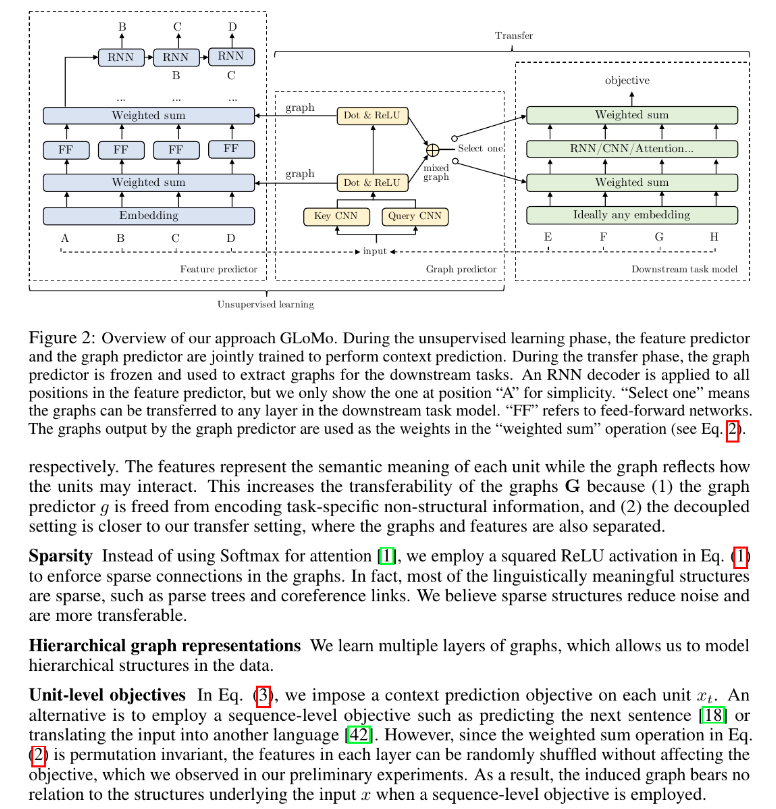 B C D
Transfer
RNN RNN RNN
B C
objective
... ... ...
graph
Weighted sum
Dot & ReLU
Weighted sum
FF FF FF FF
Select one
RNN/CNN/Attention...
mixed
graph
graph
Weighted sum
Dot & ReLU
Weighted sum
Embedding
Key CNN
Query CNN
Ideally any embedding
A B C D
E F G H
input
Feature predictor
Graph predictor
Downstream task model
Unsupervised learning
Figure 2: Overview of our approach GLoMo. During the unsupervised learning phase, the feature predictor
and the graph predictor are jointly trained to perform context prediction. During the transfer phase, the graph
predictor is frozen and used to extract graphs for the downstream tasks. An RNN decoder is applied to all
positions in the feature predictor, but we only show the one at position “A” for simplicity. “Select one” means
the graphs can be transferred to any layer in the downstream task model. “FF” refers to feed-forward networks.
The graphs output by the graph predictor are used as the weights in the “weighted sum” operation (see Eq. 2).
respectively. The features represent the semantic meaning of each unit while the graph reflects how
the units may interact. This increases the transferability of the graphs G because (1) the graph
predictor g is freed from encoding task-specific non-structural information, and (2) the decoupled
setting is closer to our transfer setting, where the graphs and features are also separated.
Sparsity Instead of using Softmax for attention [1], we employ a squared ReLU activation in Eq. (1)
to enforce sparse connections in the graphs. In fact, most of the linguistically meaningful structures
are sparse, such as parse trees and coreference links. We believe sparse structures reduce noise and
are more transferable.
Hierarchical graph representations We learn multiple layers of graphs, which allows us to model
hierarchical structures in the data.
Unit-level objectives In Eq. (3), we impose a context prediction objective on each unit xₜ. An
alternative is to employ a sequence-level objective such as predicting the next sentence [18] or
translating the input into another language [42]. However, since the weighted sum operation in Eq.
(2) is permutation invariant, the features in each layer can be randomly shuffled without affecting the
objective, which we observed in our preliminary experiments. As a result, the induced graph bears no
relation to the structures underlying the input x when a sequence-level objective is employed.